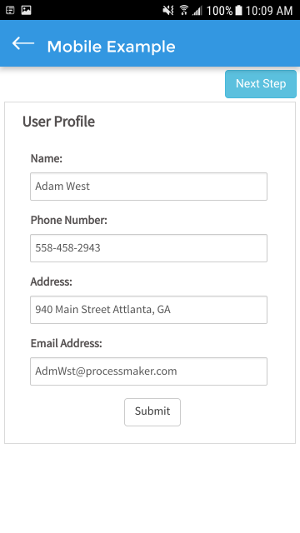 100% 10:09 AM
Mobile Example
Next Step
User Profile
Name:
Adam West
Phone Number:
558-458-2943
Address:
940 Main Street Attlanta, GA
Email Address:
AdmWst@processmaker.com
Submit